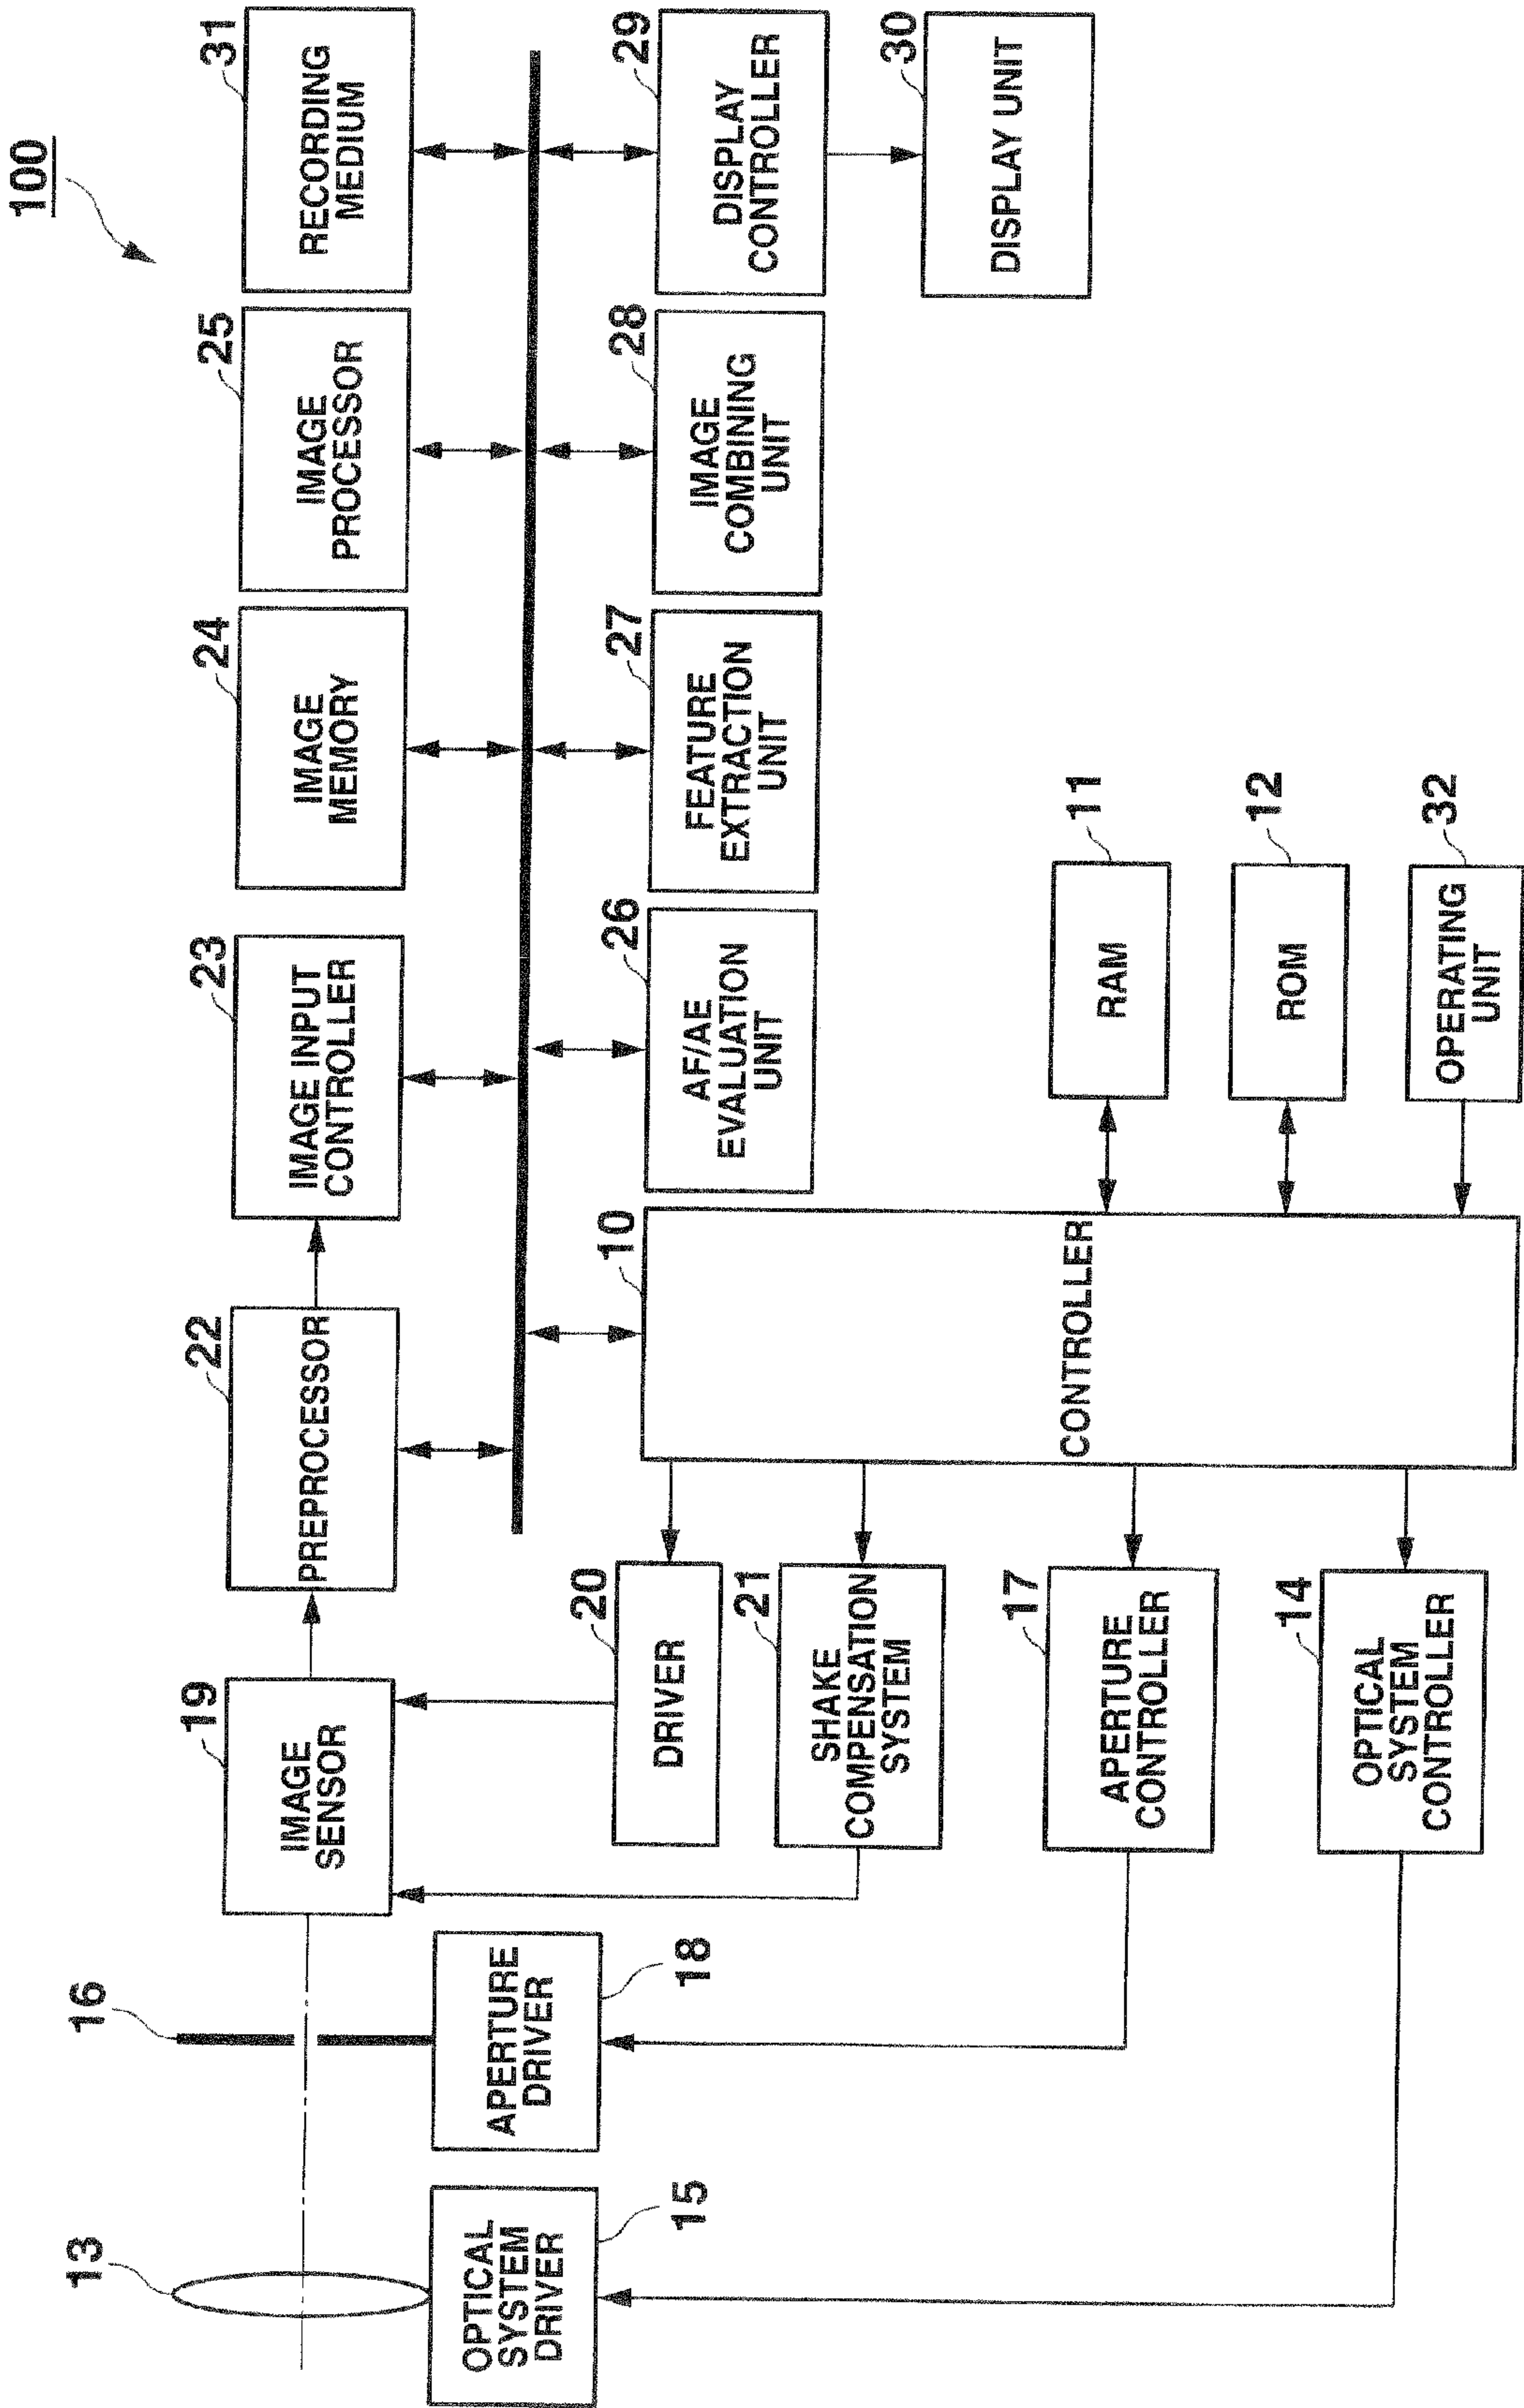 100
13
OPTICAL
SYSTEM
DRIVER
15
16
APERTURE
DRIVER
18
19
IMAGE
SENSOR
22
PREPROCESSOR
23
IMAGE INPUT
CONTROLLER
24
IMAGE
MEMORY
25
IMAGE
PROCESSOR
31
RECORDING
MEDIUM
20
DRIVER
21
SHAKE
COMPENSATION
SYSTEM
17
APERTURE
CONTROLLER
14
OPTICAL
SYSTEM
CONTROLLER
10
CONTROLLER
26
AF/AE
EVALUATION
UNIT
27
FEATURE
EXTRACTION
UNIT
28
IMAGE
COMBINING
UNIT
29
DISPLAY
CONTROLLER
30
DISPLAY UNIT
11
RAM
12
ROM
32
OPERATING
UNIT